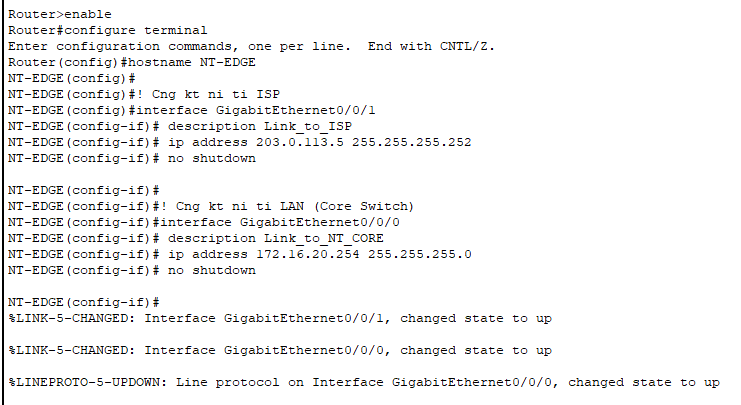 Router>enable
Router#configure terminal
Enter configuration commands, one per line.  End with CNTL/Z.
Router(config)#hostname NT-EDGE
NT-EDGE(config)#
NT-EDGE(config)#! Cng kt ni ti ISP
NT-EDGE(config)#interface GigabitEthernet0/0/1
NT-EDGE(config-if)# description Link_to_ISP
NT-EDGE(config-if)# ip address 203.0.113.5 255.255.255.252
NT-EDGE(config-if)# no shutdown
NT-EDGE(config-if)#
NT-EDGE(config-if)#! Cng kt ni ti LAN (Core Switch)
NT-EDGE(config-if)#interface GigabitEthernet0/0/0
NT-EDGE(config-if)# description Link_to_NT_CORE
NT-EDGE(config-if)# ip address 172.16.20.254 255.255.255.0
NT-EDGE(config-if)# no shutdown
NT-EDGE(config-if)#
%LINK-5-CHANGED: Interface GigabitEthernet0/0/1, changed state to up
%LINK-5-CHANGED: Interface GigabitEthernet0/0/0, changed state to up
%LINEPROTO-5-UPDOWN: Line protocol on Interface GigabitEthernet0/0/0, changed state to up